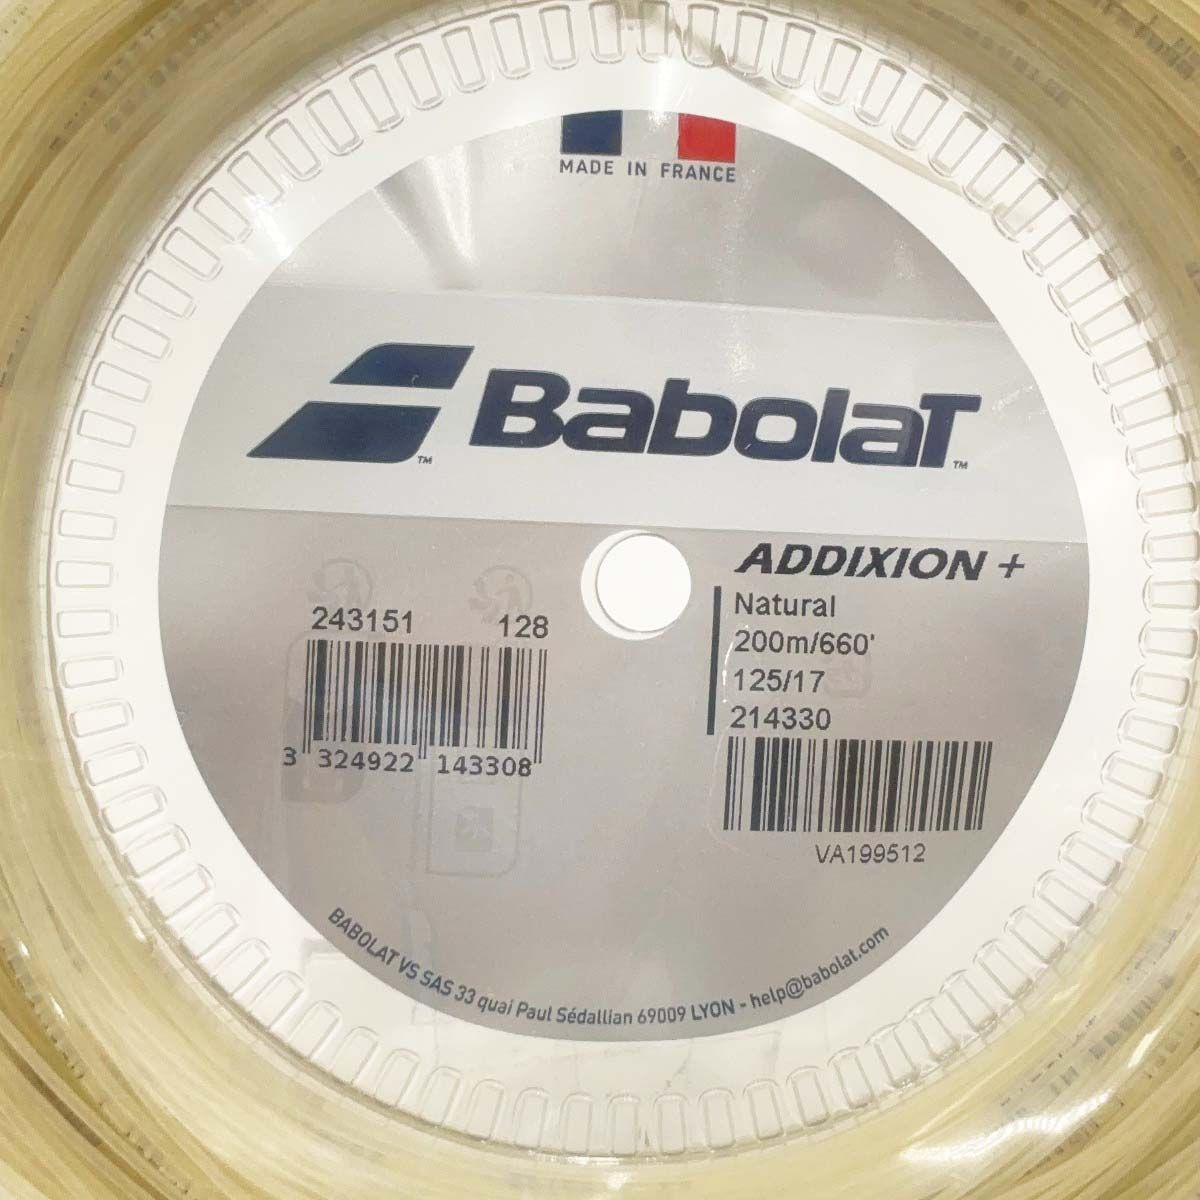 MADE IN FRANCE
BABOLAT™
ADDIXION +
Natural
200m/660'
125/17
214330
VA199512
243151 128
3 324922 143308
BABOLAT VS SAS 33 quai Paul Sédallian 69009 LYON - help@babolat.com